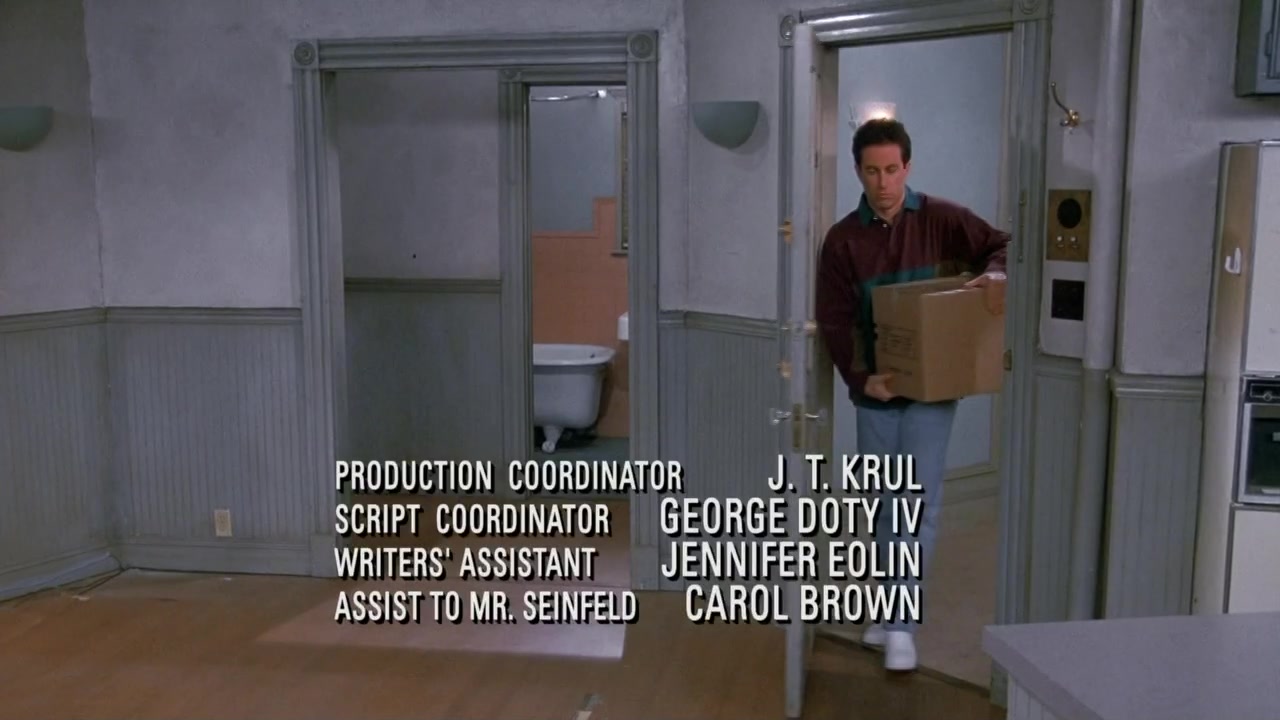 PRODUCTION COORDINATOR J. T. KRUL
SCRIPT COORDINATOR GEORGE DOTY IV
WRITERS' ASSISTANT JENNIFER EOLIN
ASSIST TO MR. SEINFELD CAROL BROWN